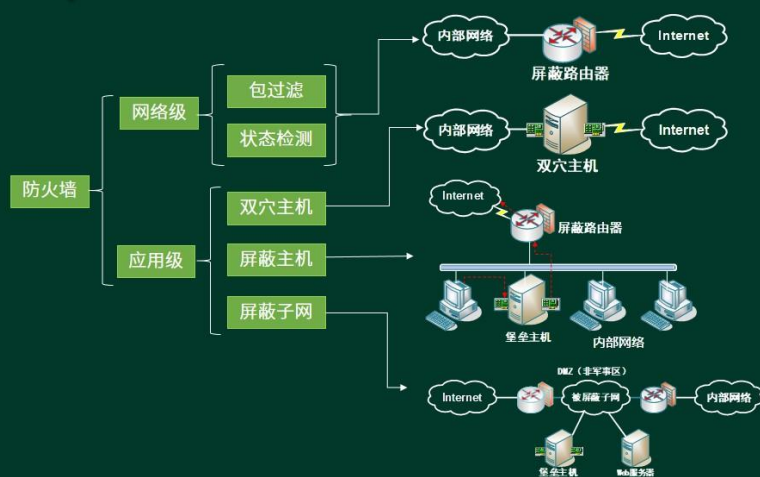 防火墙
网络级
包过滤
状态检测
应用级
双穴主机
屏蔽主机
屏蔽子网
内部网络
Internet
屏蔽路由器
内部网络
Internet
双穴主机
Internet
屏蔽路由器
堡垒主机
内部网络
DMZ（非军事区）
Internet
被屏蔽子网
内部网络
堡垒主机
Web服务器